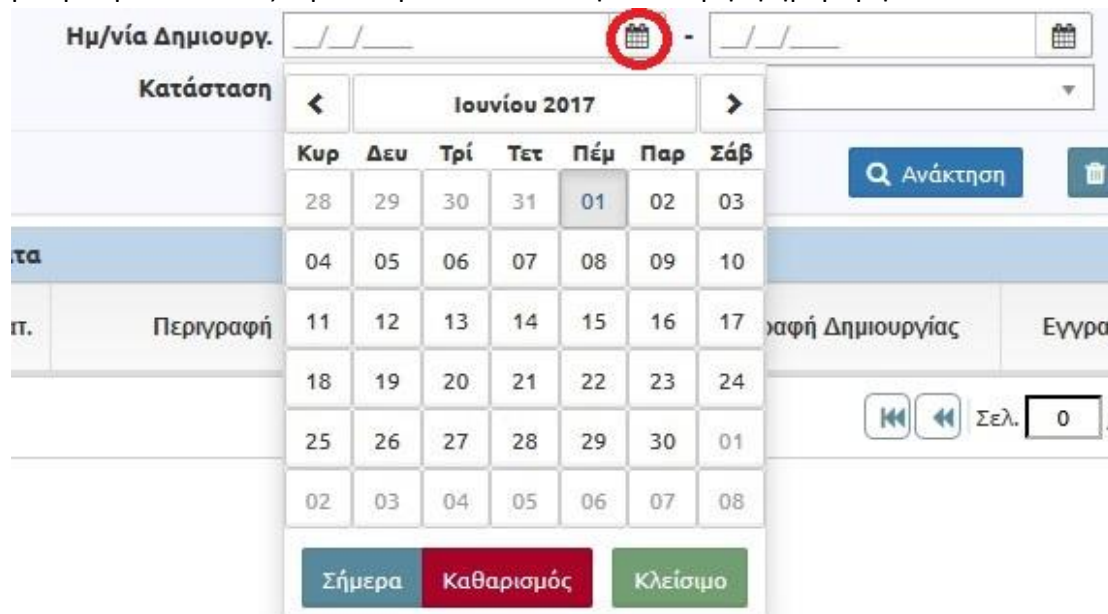 Ημ/νία Δημιουργ. __/__/____ - __/__/____
Κατάσταση
Ιουνίου 2017
Κυρ Δευ Τρί Τετ Πέμ Παρ Σάβ
28 29 30 31 01 02 03
Ανάκτηση
04 05 06 07 08 09 10
Περιγραφή
11 12 13 14 15 16 17
Δημιουργίας
18 19 20 21 22 23 24
Σελ. 0
25 26 27 28 29 30 01
02 03 04 05 06 07 08
Σήμερα Καθαρισμός Κλείσιμο